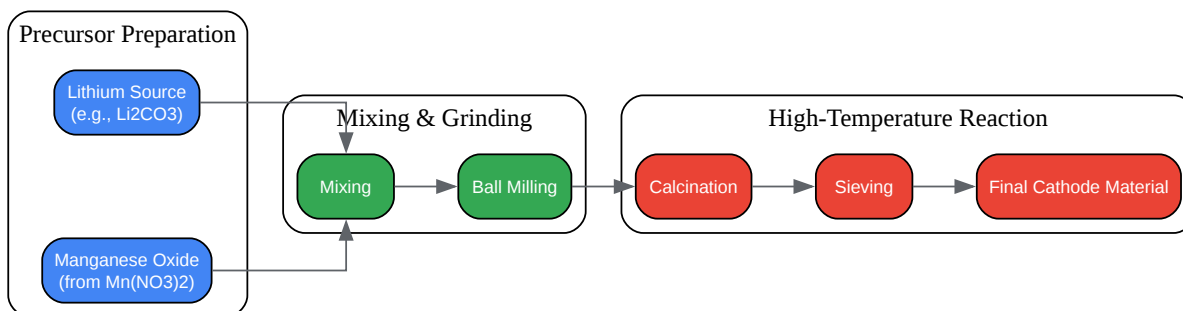 Precursor Preparation
Lithium Source
(e.g., Li2CO3)
Manganese Oxide
(from Mn(NO3)2)
Mixing & Grinding
Mixing
Ball Milling
High-Temperature Reaction
Calcination
Sieving
Final Cathode Material